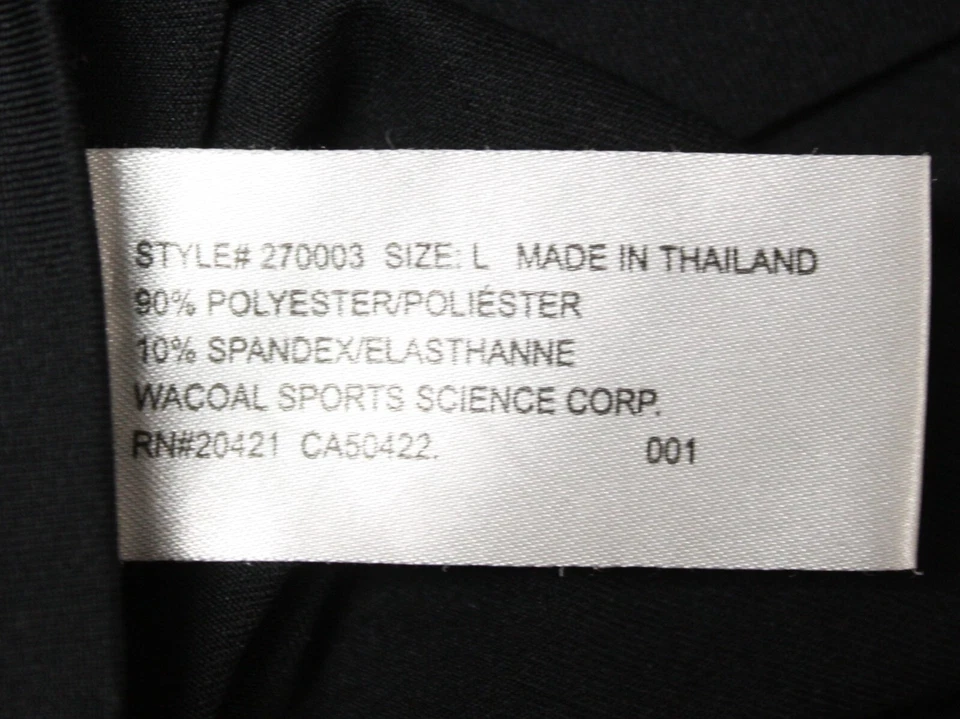 STYLE# 270003 SIZE: L MADE IN THAILAND
90% POLYESTER/POLIÉSTER
10% SPANDEX/ELASTHANNE
WACOAL SPORTS SCIENCE CORP.
RN#20421 CA50422. 001